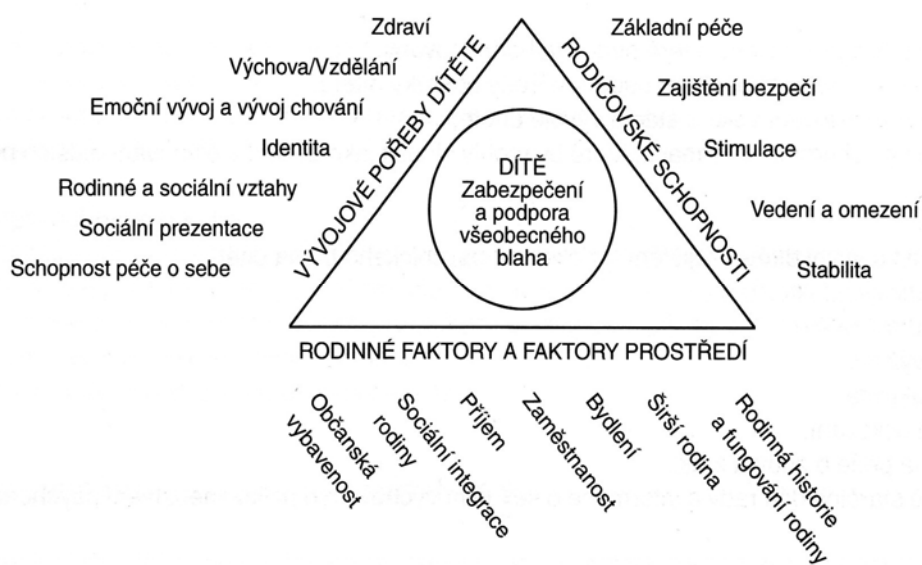 Zdraví
Výchova/Vzdělání
Emoční vývoj a vývoj chování
Identita
Rodinné a sociální vztahy
Sociální prezentace
Schopnost péče o sebe
VÝVOJOVÉ POŘEBY DÍTĚTE
DÍTĚ
Zabezpečení
a podpora
všeobecného
blaha
RODIČOVSKÉ SCHOPNOSTI
Základní péče
Zajištění bezpečí
Stimulace
Vedení a omezení
Stabilita
RODINNÉ FAKTORY A FAKTORY PROSTŘEDÍ
Občanská
vybavenost
Sociální integrace
rodiny
Příjem
Zaměstnanost
Bydlení
Širší rodina
Rodinná historie
a fungování rodiny